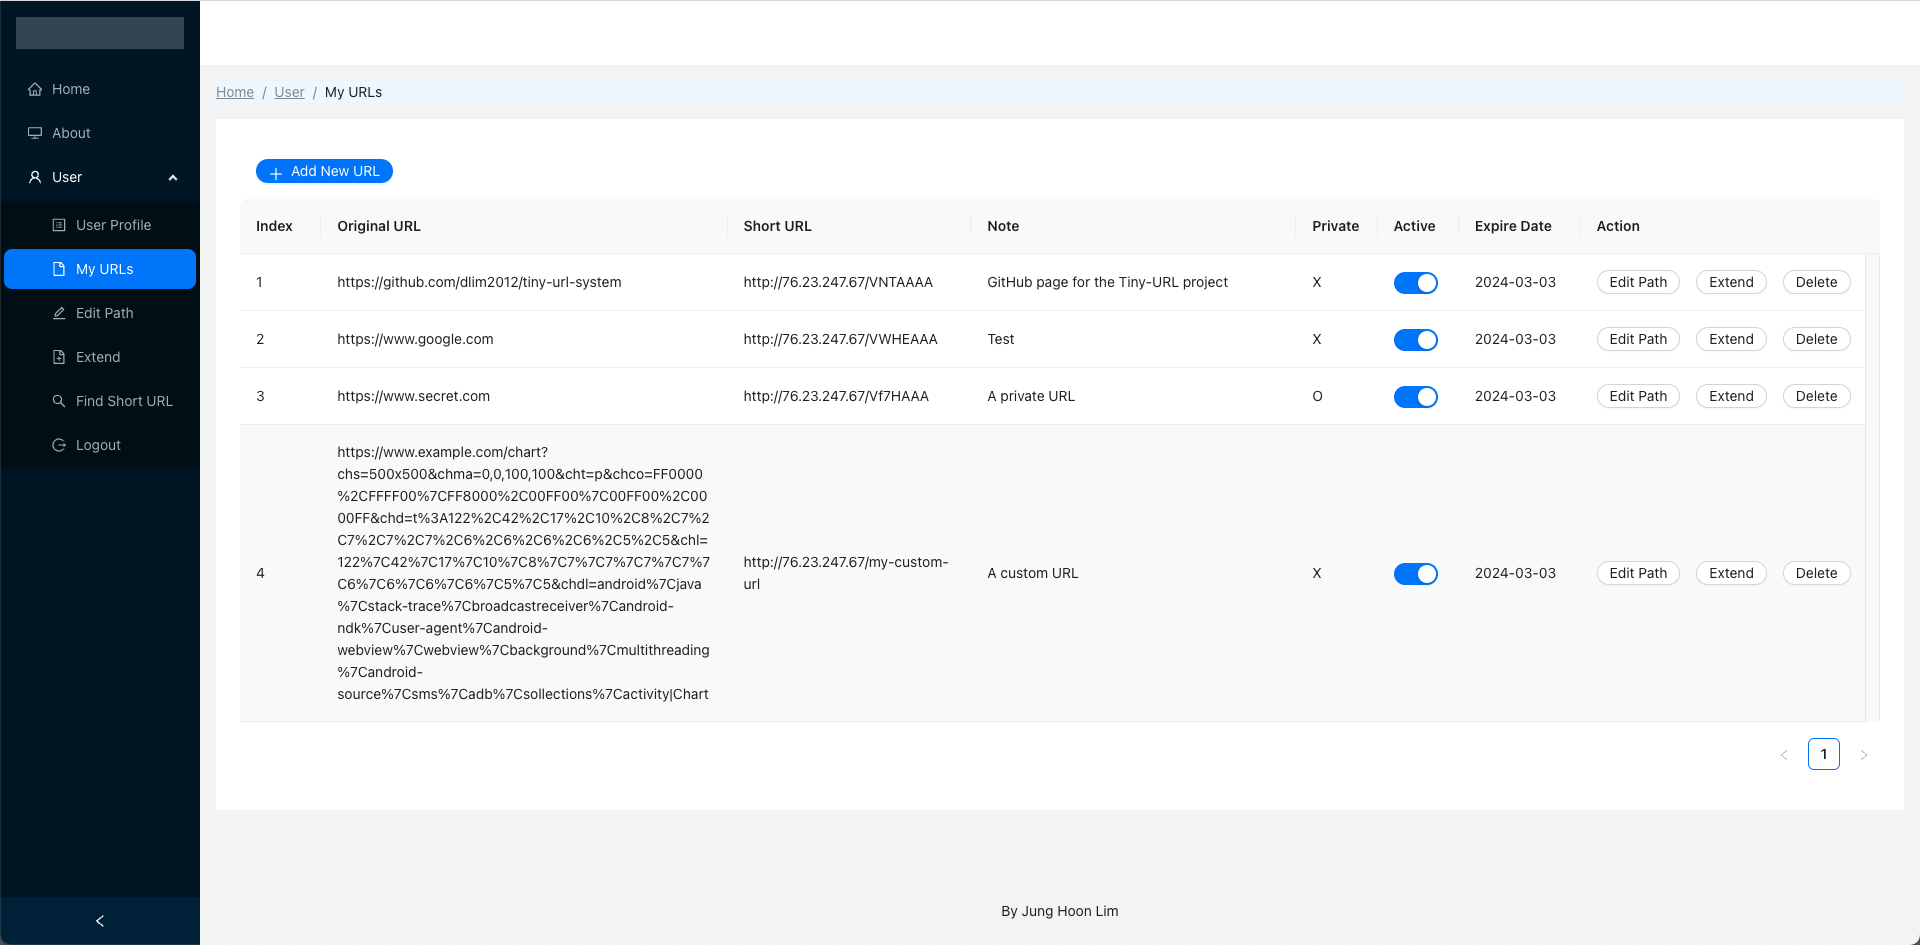 Home
About
User
User Profile
My URLs
Edit Path
Extend
Find Short URL
Logout
Home / User / My URLs
Add New URL
Index Original URL Short URL Note Private Active Expire Date Action
1 https://github.com/dlim2012/tiny-url-system http://76.23.247.67/VNTAAAA GitHub page for the Tiny-URL project X 2024-03-03 Edit Path Extend Delete
2 https://www.google.com http://76.23.247.67/VWHEAAA Test X 2024-03-03 Edit Path Extend Delete
3 https://www.secret.com http://76.23.247.67/Vf7HAAA A private URL O 2024-03-03 Edit Path Extend Delete
https://www.example.com/chart?
chs=500x500&chma=0,0,100,100&cht=p&chco=FF0000
%2CFFFF00%7CFF8000%2C00FF00%7C00FF00%2C00
00FF&chd=t%3A122%2C42%2C17%2C10%2C8%2C7%2
C7%2C7%2C7%2C6%2C6%2C6%2C6%2C5%2C5&chl=
122%7C42%7C17%7C10%7C8%7C7%7C7%7C7%7C7%7
C6%7C6%7C6%7C6%7C5%7C5&chdl=android%7Cjava
%7Cstack-trace%7Cbroadcastreceiver%7Candroid-
ndk%7Cuser-agent%7Candroid-
webview%7Cwebview%7Cbackground%7Cmultithreading
%7Candroid-
source%7Csms%7Cadb%7Csollections%7Cactivity|Chart
4 http://76.23.247.67/my-custom-
url A custom URL X 2024-03-03 Edit Path Extend Delete
1
By Jung Hoon Lim